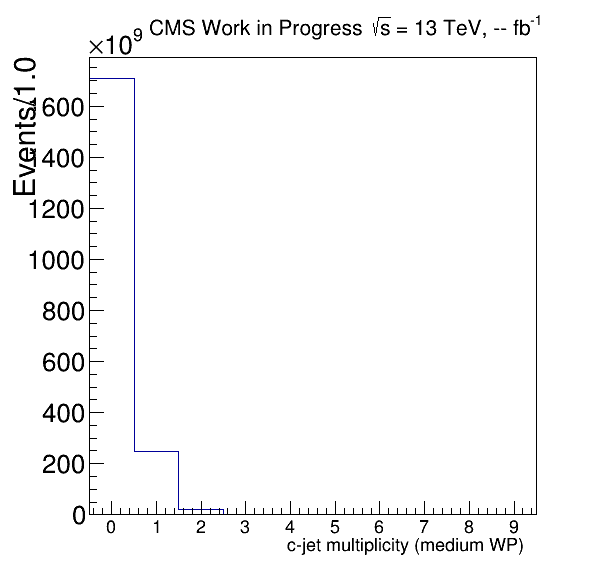 ×10⁹ CMS Work in Progress √s = 13 TeV, -- fb⁻¹
Events/1.0
1600
1400
1200
1000
800
600
400
200
0
0 1 2 3 4 5 6 7 8 9
c-jet multiplicity (medium WP)